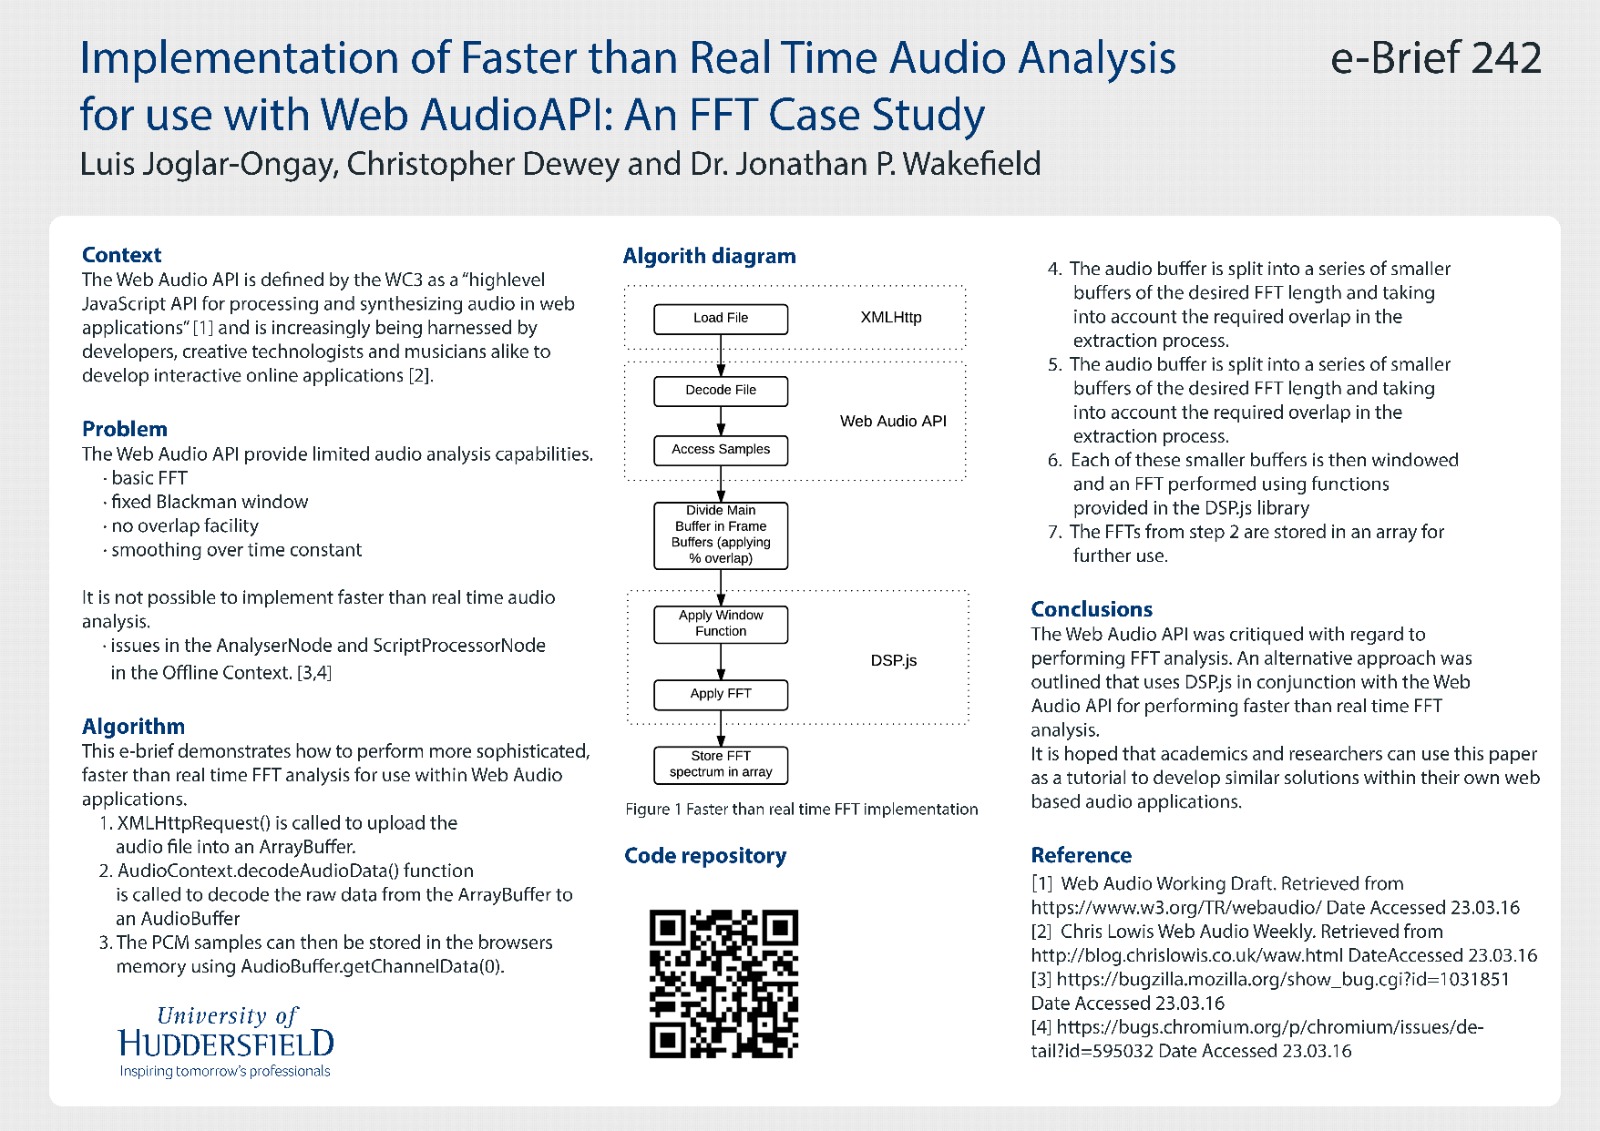 Implementation of Faster than Real Time Audio Analysis
for use with Web AudioAPI: An FFT Case Study
e-Brief 242
Luis Joglar-Ongay, Christopher Dewey and Dr. Jonathan P. Wakefield
Context
The Web Audio API is defined by the WC3 as a “highlevel
JavaScript API for processing and synthesizing audio in web
applications” [1] and is increasingly being harnessed by
developers, creative technologists and musicians alike to
develop interactive online applications [2].
Problem
The Web Audio API provide limited audio analysis capabilities.
· basic FFT
· fixed Blackman window
· no overlap facility
· smoothing over time constant
It is not possible to implement faster than real time audio
analysis.
· issues in the AnalyserNode and ScriptProcessorNode
in the Offline Context. [3,4]
Algorithm
This e-brief demonstrates how to perform more sophisticated,
faster than real time FFT analysis for use within Web Audio
applications.
1. XMLHttpRequest() is called to upload the
audio file into an ArrayBuffer.
2. AudioContext.decodeAudioData() function
is called to decode the raw data from the ArrayBuffer to
an AudioBuffer
3. The PCM samples can then be stored in the browsers
memory using AudioBuffer.getChannelData(0).
University of
HUDDERSFIELD
Inspiring tomorrow's professionals
Algorith diagram
Load File
XMLHttp
Decode File
Web Audio API
Access Samples
Divide Main
Buffer in Frame
Buffers (applying
% overlap)
Apply Window
Function
DSP.js
Apply FFT
Store FFT
spectrum in array
Figure 1 Faster than real time FFT implementation
Code repository
4. The audio buffer is split into a series of smaller
buffers of the desired FFT length and taking
into account the required overlap in the
extraction process.
5. The audio buffer is split into a series of smaller
buffers of the desired FFT length and taking
into account the required overlap in the
extraction process.
6. Each of these smaller buffers is then windowed
and an FFT performed using functions
provided in the DSP.js library
7. The FFTs from step 2 are stored in an array for
further use.
Conclusions
The Web Audio API was critiqued with regard to
performing FFT analysis. An alternative approach was
outlined that uses DSP.js in conjunction with the Web
Audio API for performing faster than real time FFT
analysis.
It is hoped that academics and researchers can use this paper
as a tutorial to develop similar solutions within their own web
based audio applications.
Reference
[1] Web Audio Working Draft. Retrieved from
https://www.w3.org/TR/webaudio/ Date Accessed 23.03.16
[2] Chris Lowis Web Audio Weekly. Retrieved from
http://blog.chrislowis.co.uk/waw.html DateAccessed 23.03.16
[3] https://bugzilla.mozilla.org/show_bug.cgi?id=1031851
Date Accessed 23.03.16
[4] https://bugs.chromium.org/p/chromium/issues/de-
tail?id=595032 Date Accessed 23.03.16